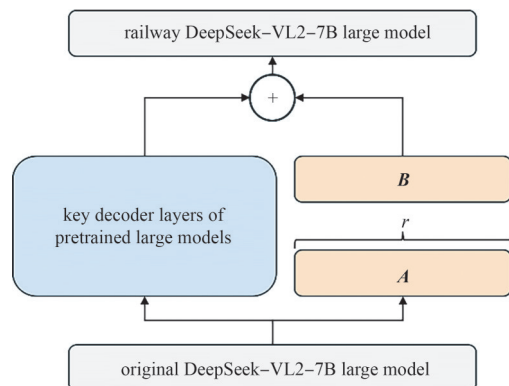 railway DeepSeek-VL2-7B large model
+
key decoder layers of
pretrained large models
B
r
A
original DeepSeek-VL2-7B large model